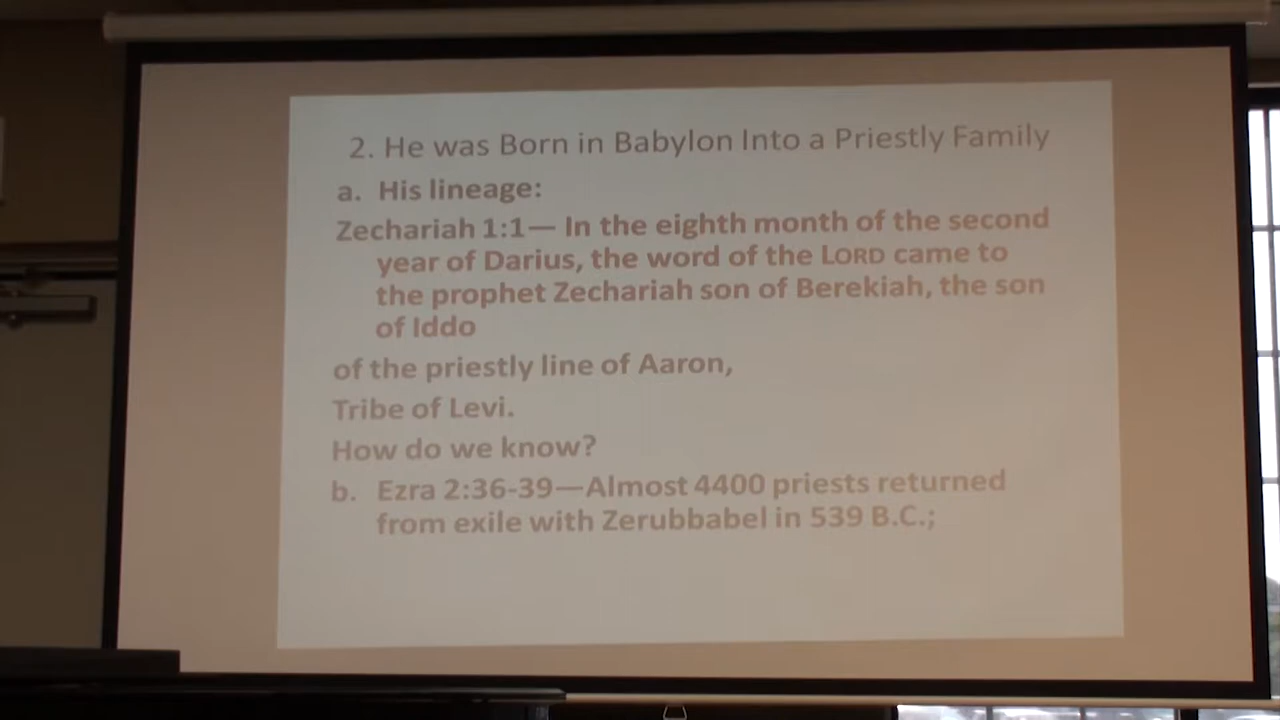 2. He was Born in Babylon Into a Priestly Family
a. His lineage:
Zechariah 1:1— In the eighth month of the second
year of Darius, the word of the LORD came to
the prophet Zechariah son of Berekiah, the son
of Iddo
of the priestly line of Aaron,
Tribe of Levi.
How do we know?
b. Ezra 2:36-39—Almost 4400 priests returned
from exile with Zerubbabel in 539 B.C.;